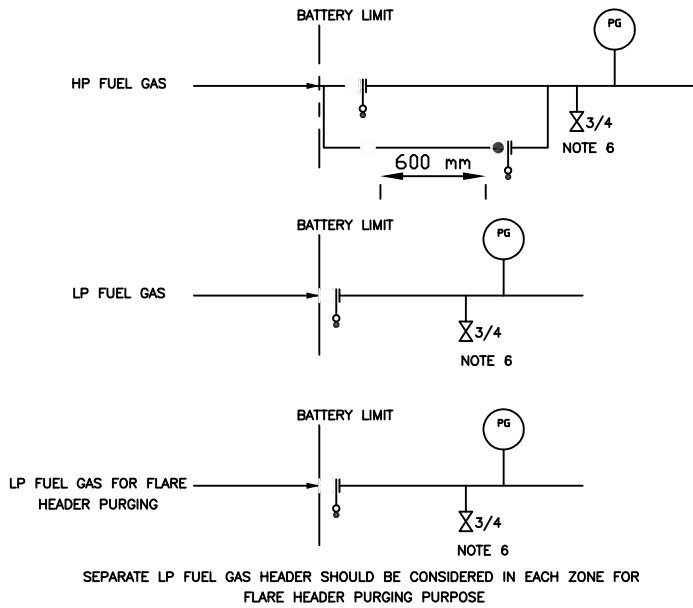 BATTERY LIMIT
PG
HP FUEL GAS
3/4
NOTE 6
600 mm
BATTERY LIMIT
PG
LP FUEL GAS
3/4
NOTE 6
BATTERY LIMIT
PG
LP FUEL GAS FOR FLARE
HEADER PURGING
3/4
NOTE 6
SEPARATE LP FUEL GAS HEADER SHOULD BE CONSIDERED IN EACH ZONE FOR
FLARE HEADER PURGING PURPOSE